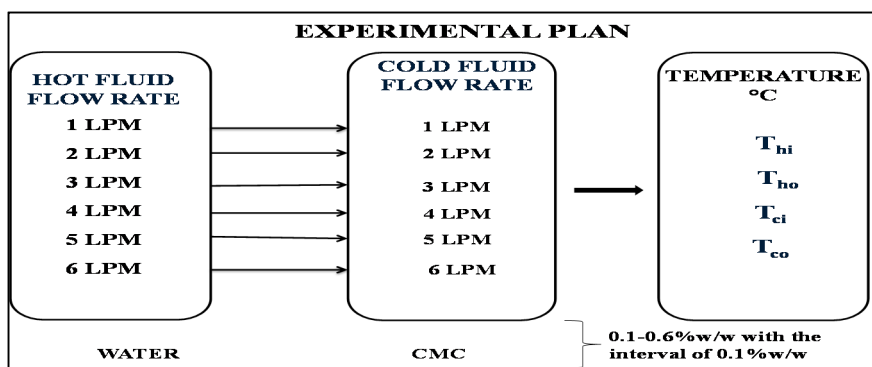 EXPERIMENTAL PLAN
HOT FLUID
FLOW RATE
1 LPM
2 LPM
3 LPM
4 LPM
5 LPM
6 LPM
WATER
COLD FLUID
FLOW RATE
1 LPM
2 LPM
3 LPM
4 LPM
5 LPM
6 LPM
CMC
TEMPERATURE
°C
Thi
Tho
Tci
Tco
0.1-0.6%w/w with the
interval of 0.1%w/w